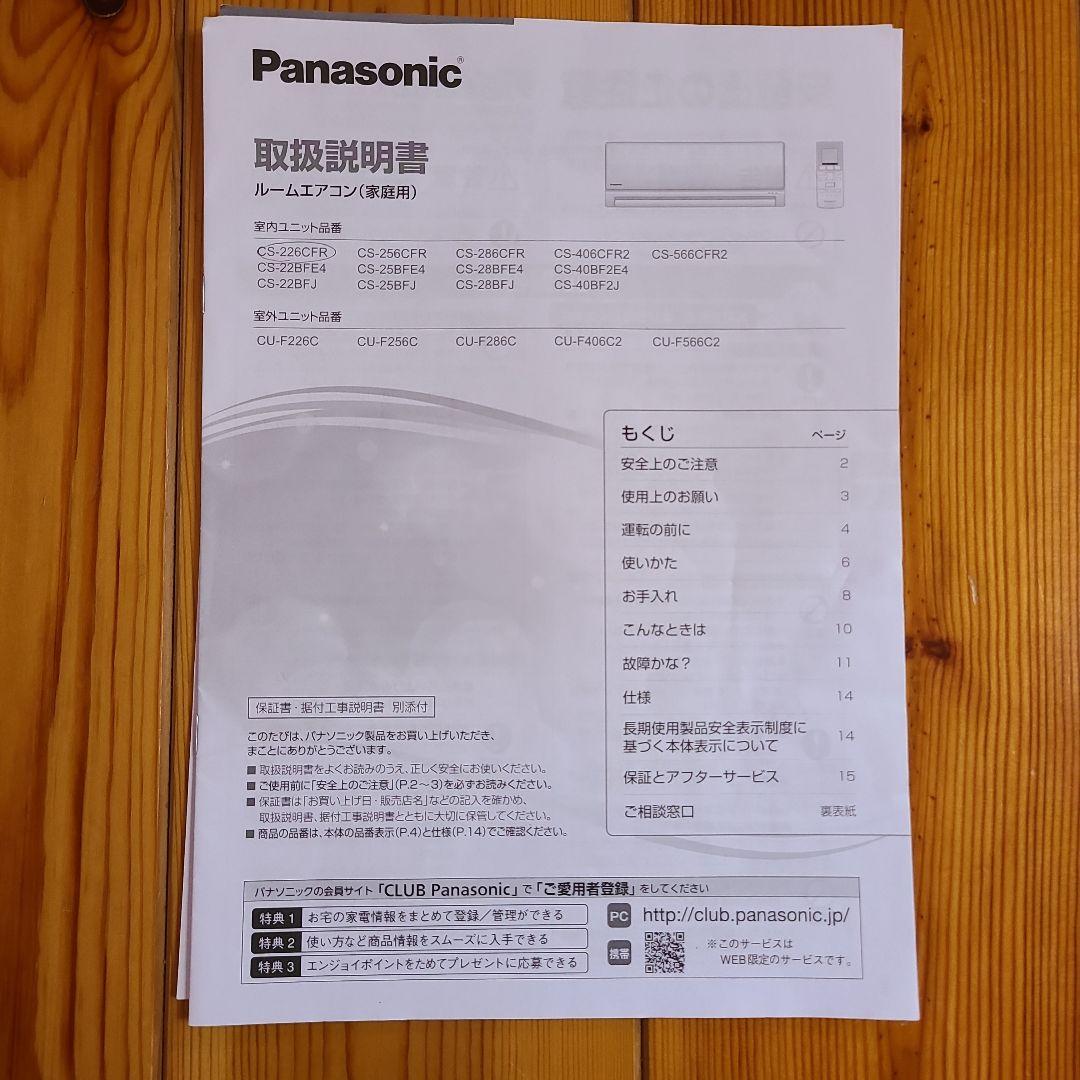 Panasonic®
取扱説明書
ルームエアコン(家庭用)
室内ユニット品番
CS-226CFR CS-256CFR CS-286CFR CS-406CFR2 CS-566CFR2
CS-22BFE4 CS-25BFE4 CS-28BFE4 CS-40BF2E4
CS-22BFJ CS-25BFJ CS-28BFJ CS-40BF2J
室外ユニット品番
CU-F226C CU-F256C CU-F286C CU-F406C2 CU-F566C2
もくじ ページ
安全上のご注意 2
使用上のお願い 3
運転の前に 4
使いかた 6
お手入れ 8
こんなときは 10
故障かな? 11
仕様 14
長期使用製品安全表示制度に
基づく本体表示について 14
保証とアフターサービス 15
ご相談窓口 裏表紙
保証書・据付工事説明書 別添付
このたびは、パナソニック製品をお買い上げいただき、
まことにありがとうございます。
■ 取扱説明書をよくお読みのうえ、正しく安全にお使いください。
■ ご使用前に「安全上のご注意」(P.2~3)を必ずお読みください。
■ 保証書は「お買い上げ日・販売店名」などの記入を確かめ、
取扱説明書、据付工事説明書とともに大切に保管してください。
■ 商品の品番は、本体の品番表示(P.4)と仕様(P.14)でご確認ください。
パナソニックの会員サイト「CLUB Panasonic」で「ご愛用者登録」をしてください
特典1 お宅の家電情報をまとめて登録/管理ができる
特典2 使い方など商品情報をスムーズに入手できる
特典3 エンジョイポイントをためてプレゼントに応募できる
PC http://club.panasonic.jp/
携帯
※このサービスは
WEB限定のサービスです。